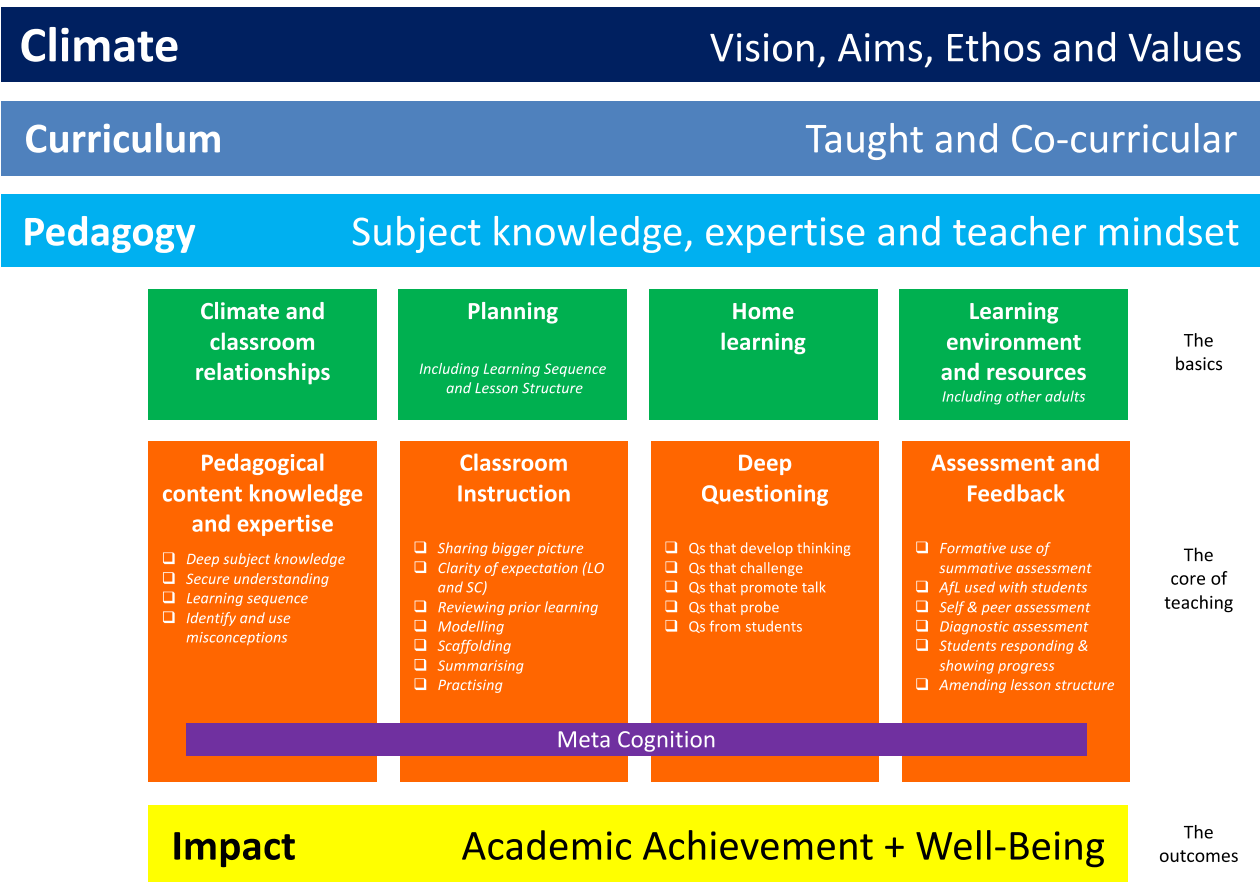 Climate Vision, Aims, Ethos and Values
Curriculum Taught and Co-curricular
Pedagogy Subject knowledge, expertise and teacher mindset
Climate and
classroom
relationships
Planning
Including Learning Sequence
and Lesson Structure
Home
learning
Learning
environment
and resources
Including other adults
The
basics
Pedagogical
content knowledge
and expertise
❑ Deep subject knowledge
❑ Secure understanding
❑ Learning sequence
❑ Identify and use
misconceptions
Classroom
Instruction
❑ Sharing bigger picture
❑ Clarity of expectation (LO
and SC)
❑ Reviewing prior learning
❑ Modelling
❑ Scaffolding
❑ Summarising
❑ Practising
Deep
Questioning
❑ Qs that develop thinking
❑ Qs that challenge
❑ Qs that promote talk
❑ Qs that probe
❑ Qs from students
Assessment and
Feedback
❑ Formative use of
summative assessment
❑ AfL used with students
❑ Self & peer assessment
❑ Diagnostic assessment
❑ Students responding &
showing progress
❑ Amending lesson structure
The
core of
teaching
Meta Cognition
Impact Academic Achievement + Well-Being
The
outcomes